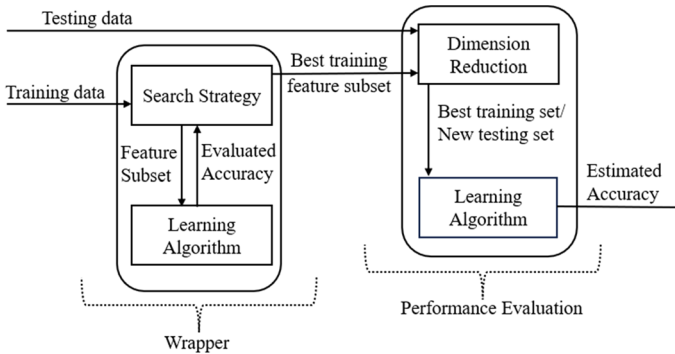 Testing data
Training data
Search Strategy
Feature
Subset
Evaluated
Accuracy
Learning
Algorithm
Wrapper
Best training
feature subset
Dimension
Reduction
Best training set/
New testing set
Learning
Algorithm
Estimated
Accuracy
Performance Evaluation